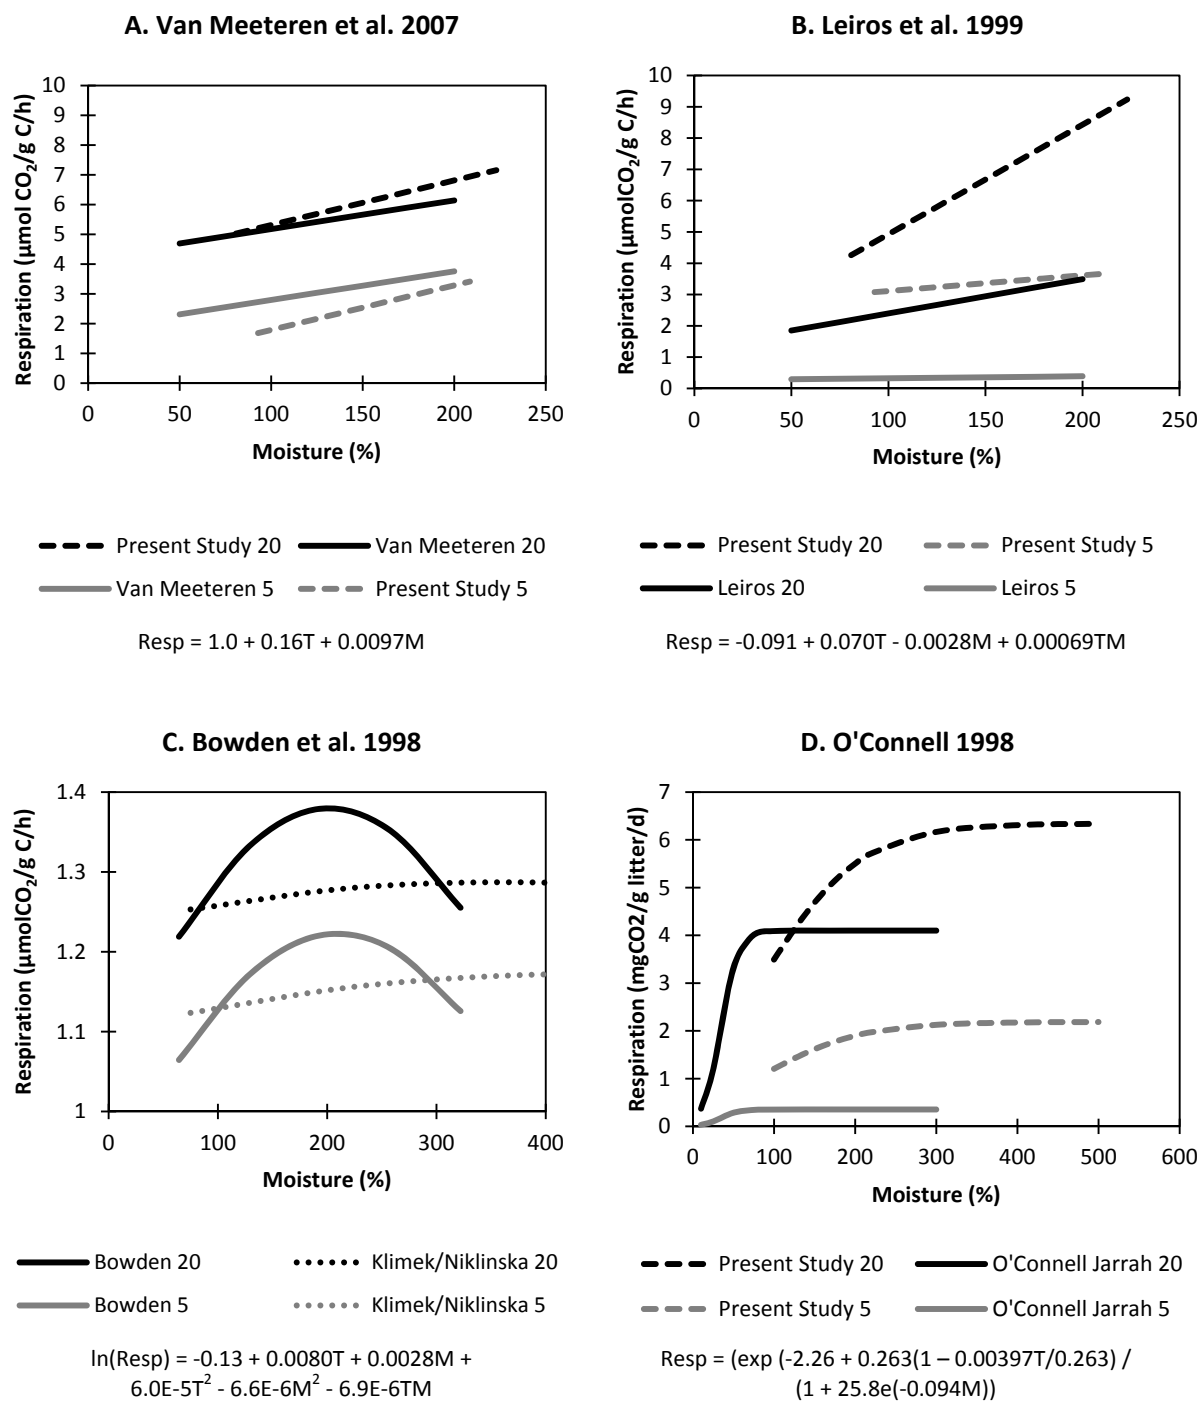 A. Van Meeteren et al. 2007
Respiration (µmol CO₂/g C/h)
10
9
8
7
6
5
4
3
2
1
0
0 50 100 150 200 250
Moisture (%)
Present Study 20 Van Meeteren 20
Van Meeteren 5 Present Study 5
Resp = 1.0 + 0.16T + 0.0097M
B. Leiros et al. 1999
Respiration (µmolCO₂/g C/h)
10
9
8
7
6
5
4
3
2
1
0
0 50 100 150 200 250
Moisture (%)
Present Study 20 Present Study 5
Leiros 20 Leiros 5
Resp = -0.091 + 0.070T - 0.0028M + 0.00069TM
C. Bowden et al. 1998
Respiration (µmolCO₂/g C/h)
1.4
1.3
1.2
1.1
1
0 100 200 300 400
Moisture (%)
Bowden 20 Klimek/Niklinska 20
Bowden 5 Klimek/Niklinska 5
ln(Resp) = -0.13 + 0.0080T + 0.0028M +
6.0E-5T² - 6.6E-6M² - 6.9E-6TM
D. O'Connell 1998
Respiration (mgCO2/g litter/d)
7
6
5
4
3
2
1
0
0 100 200 300 400 500 600
Moisture (%)
Present Study 20 O'Connell Jarrah 20
Present Study 5 O'Connell Jarrah 5
Resp = (exp (-2.26 + 0.263(1 – 0.00397T/0.263) /
(1 + 25.8e(-0.094M))